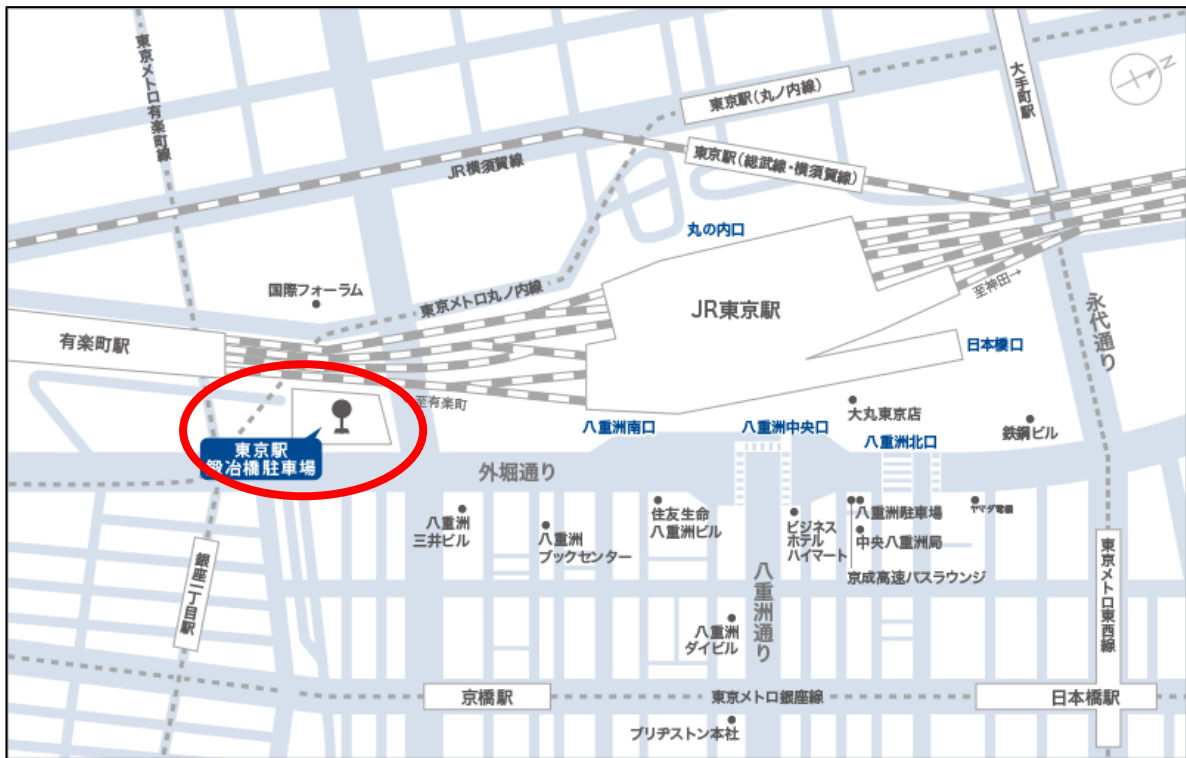 東京メトロ有楽町線
大手町駅
N
東京駅(丸ノ内線)
東京駅(総武線・横須賀線)
JR横須賀線
丸の内口
至神田→
国際フォーラム
東京メトロ丸ノ内線
JR東京駅
永代通り
有楽町駅
日本橋口
至有楽町
大丸東京店
八重洲南口
八重洲中央口
八重洲北口
鉄鋼ビル
東京駅
鍛冶橋駐車場
外堀通り
八重洲
三井ビル
八重洲
ブックセンター
住友生命
八重洲ビル
ビジネス
ホテル
ハイマート
八重洲駐車場
ヤマダ電機
中央八重洲局
京成高速バスラウンジ
銀座一丁目駅
八重洲通り
東京メトロ東西線
八重洲
ダイビル
京橋駅
東京メトロ銀座線
日本橋駅
ブリヂストン本社